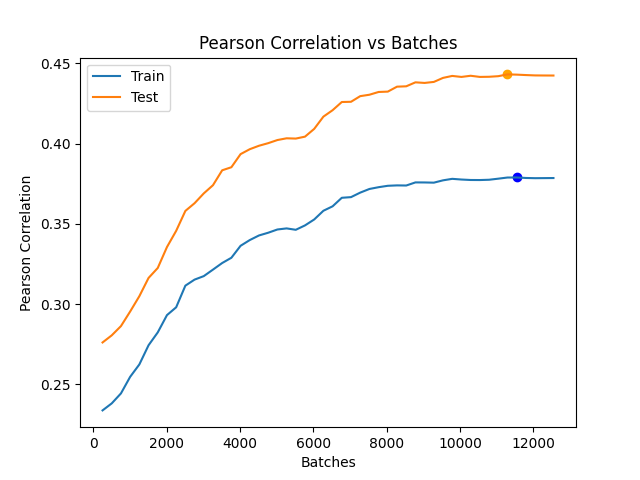 Pearson Correlation vs Batches
Train
Test
0.45
0.40
0.35
0.30
0.25
Pearson Correlation
0 2000 4000 6000 8000 10000 12000
Batches